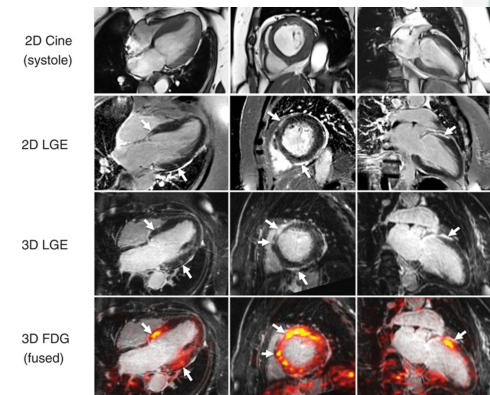 2D Cine
(systole)
2D LGE
3D LGE
3D FDG
(fused)